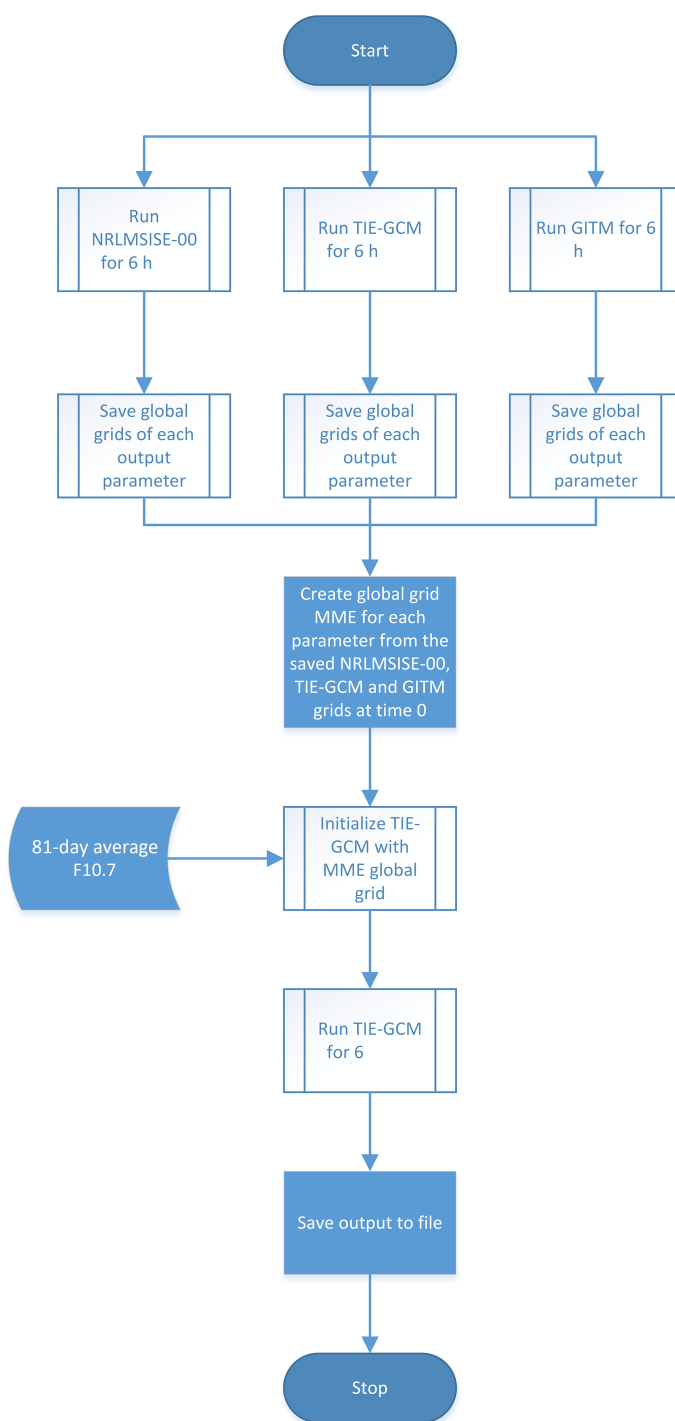 Start
Run
NRLMSISE-00
for 6 h
Run TIE-GCM
for 6 h
Run GITM for 6
h
Save global
grids of each
output
parameter
Save global
grids of each
output
parameter
Save global
grids of each
output
parameter
Create global grid
MME for each
parameter from the
saved NRLMSISE-00,
TIE-GCM and GITM
grids at time 0
81-day average
F10.7
Initialize TIE-
GCM with
MME global
grid
Run TIE-GCM
for 6
Save output to file
Stop